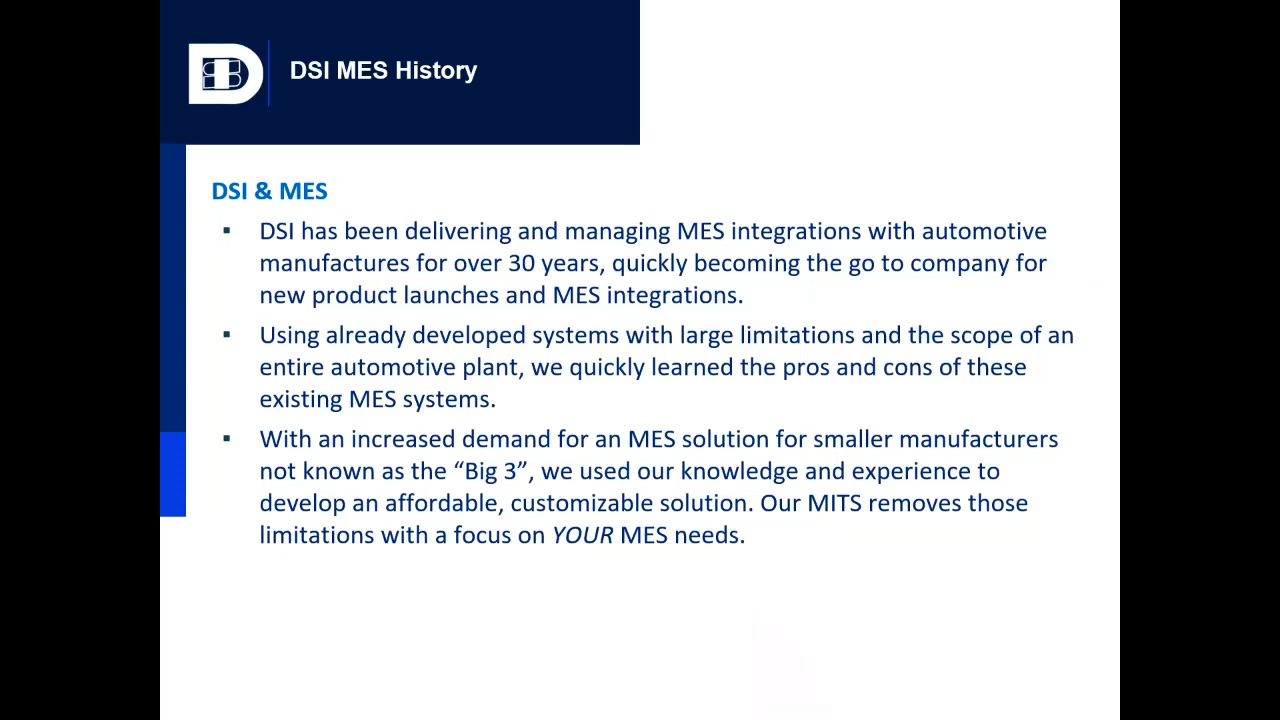 DSI MES History
DSI & MES
▪ DSI has been delivering and managing MES integrations with automotive
manufactures for over 30 years, quickly becoming the go to company for
new product launches and MES integrations.
▪ Using already developed systems with large limitations and the scope of an
entire automotive plant, we quickly learned the pros and cons of these
existing MES systems.
▪ With an increased demand for an MES solution for smaller manufacturers
not known as the “Big 3”, we used our knowledge and experience to
develop an affordable, customizable solution. Our MITS removes those
limitations with a focus on YOUR MES needs.